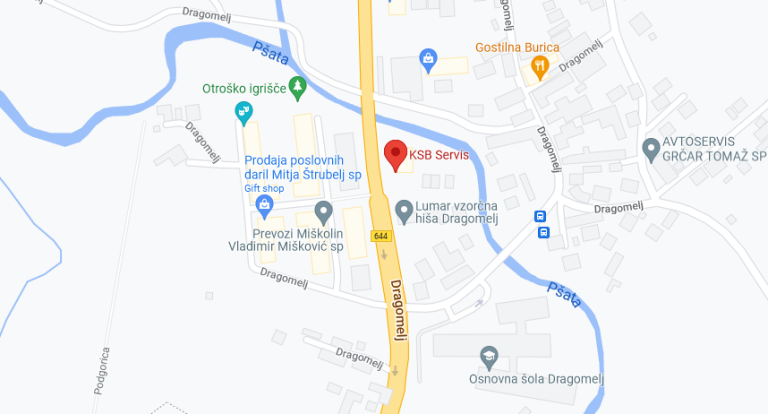 Dragomelj
Dragomelj
Pšata
Gostilna Burica
Dragomelj
Otroško igrišče
Dragomelj
Dragomelj
KSB Servis
AVTOSERVIS
GRČAR TOMAŽ SP
Prodaja poslovnih
daril Mitja Štrubelj sp
Gift shop
Lumar vzorčna
hiša Dragomelj
Dragomelj
Prevozi Miškolin
Vladimir Mišković sp
644
Dragomelj
Dragomelj
Pšata
Dragomelj
Podgorica
Osnovna šola Dragomelj